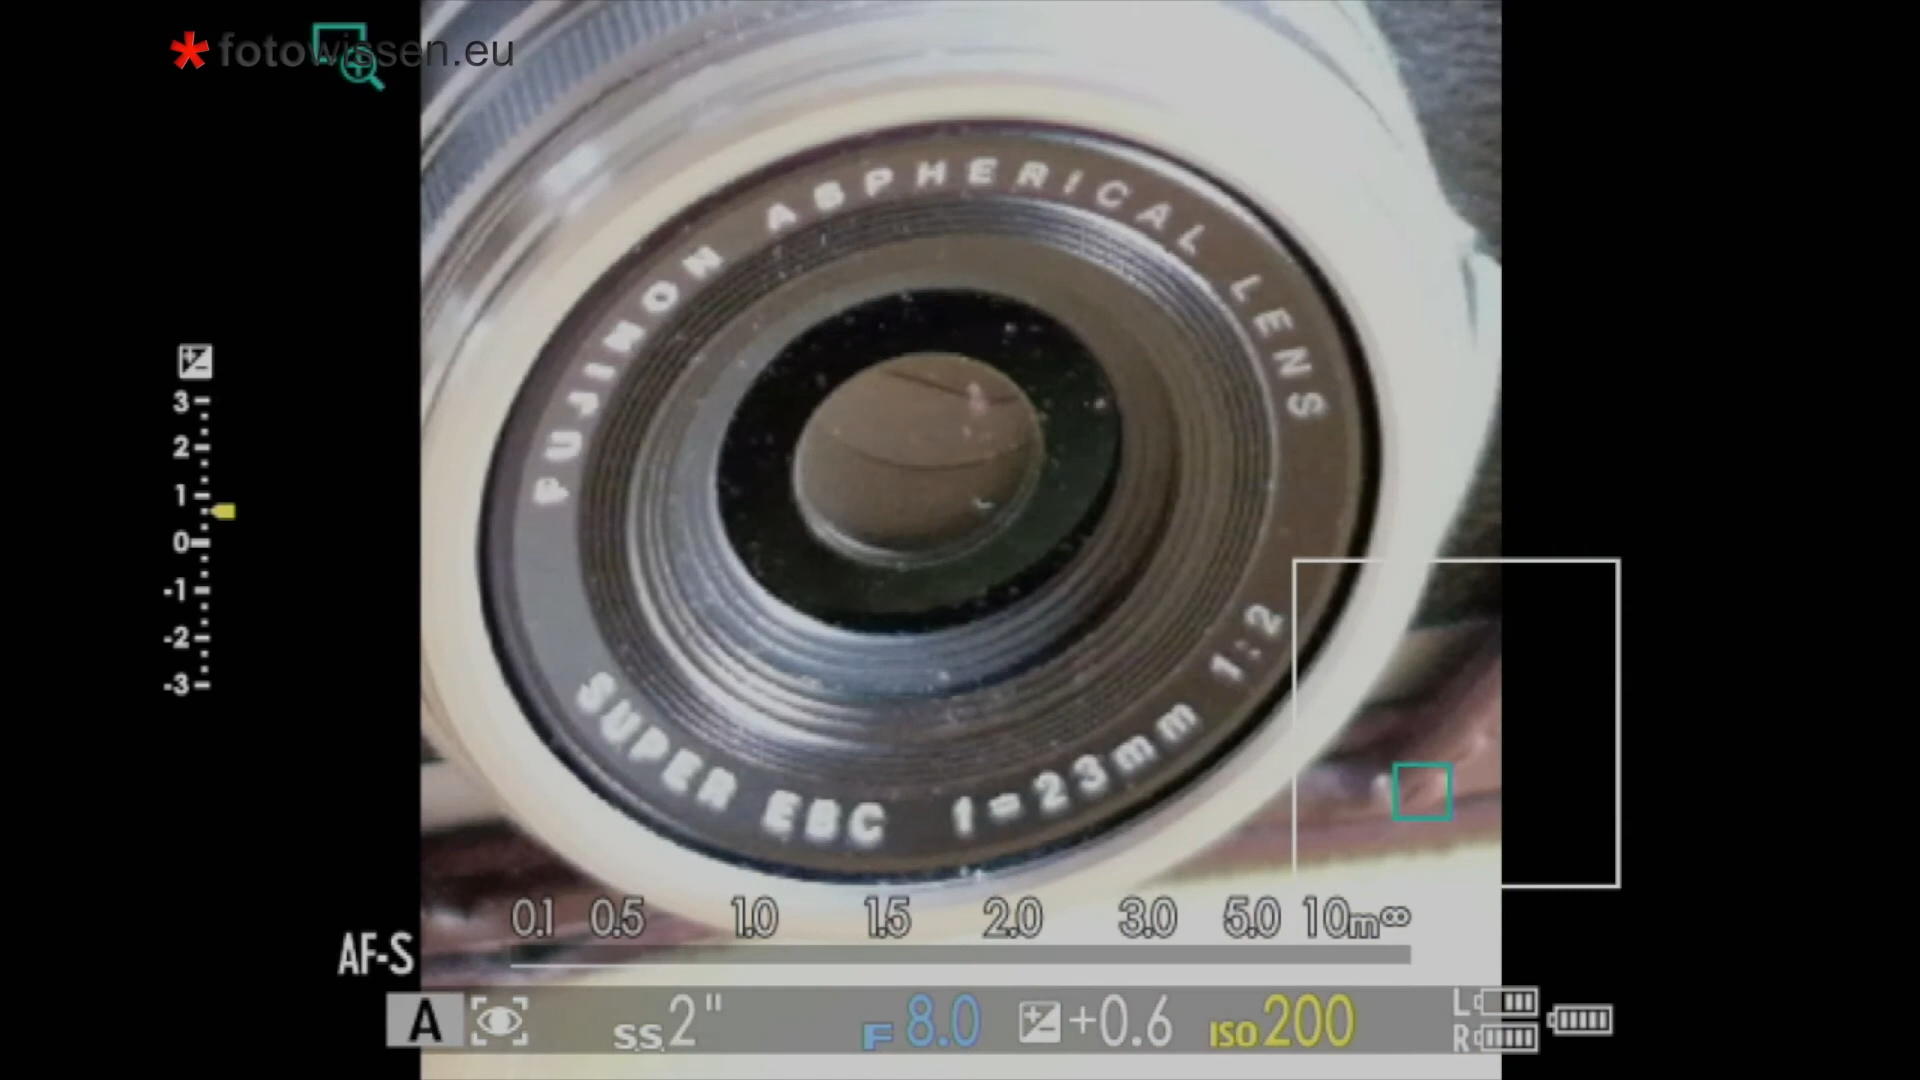 *fotowissen.eu
FUJINON ASPHERICAL LENS
SUPER EBC f=23mm 1:2
3
2
1
0
-1
-2
-3
0.1 0.5 1.0 1.5 2.0 3.0 5.0 10m∞
AF-S
A S.S. 2" F 8.0 +0.6 ISO 200 L
R